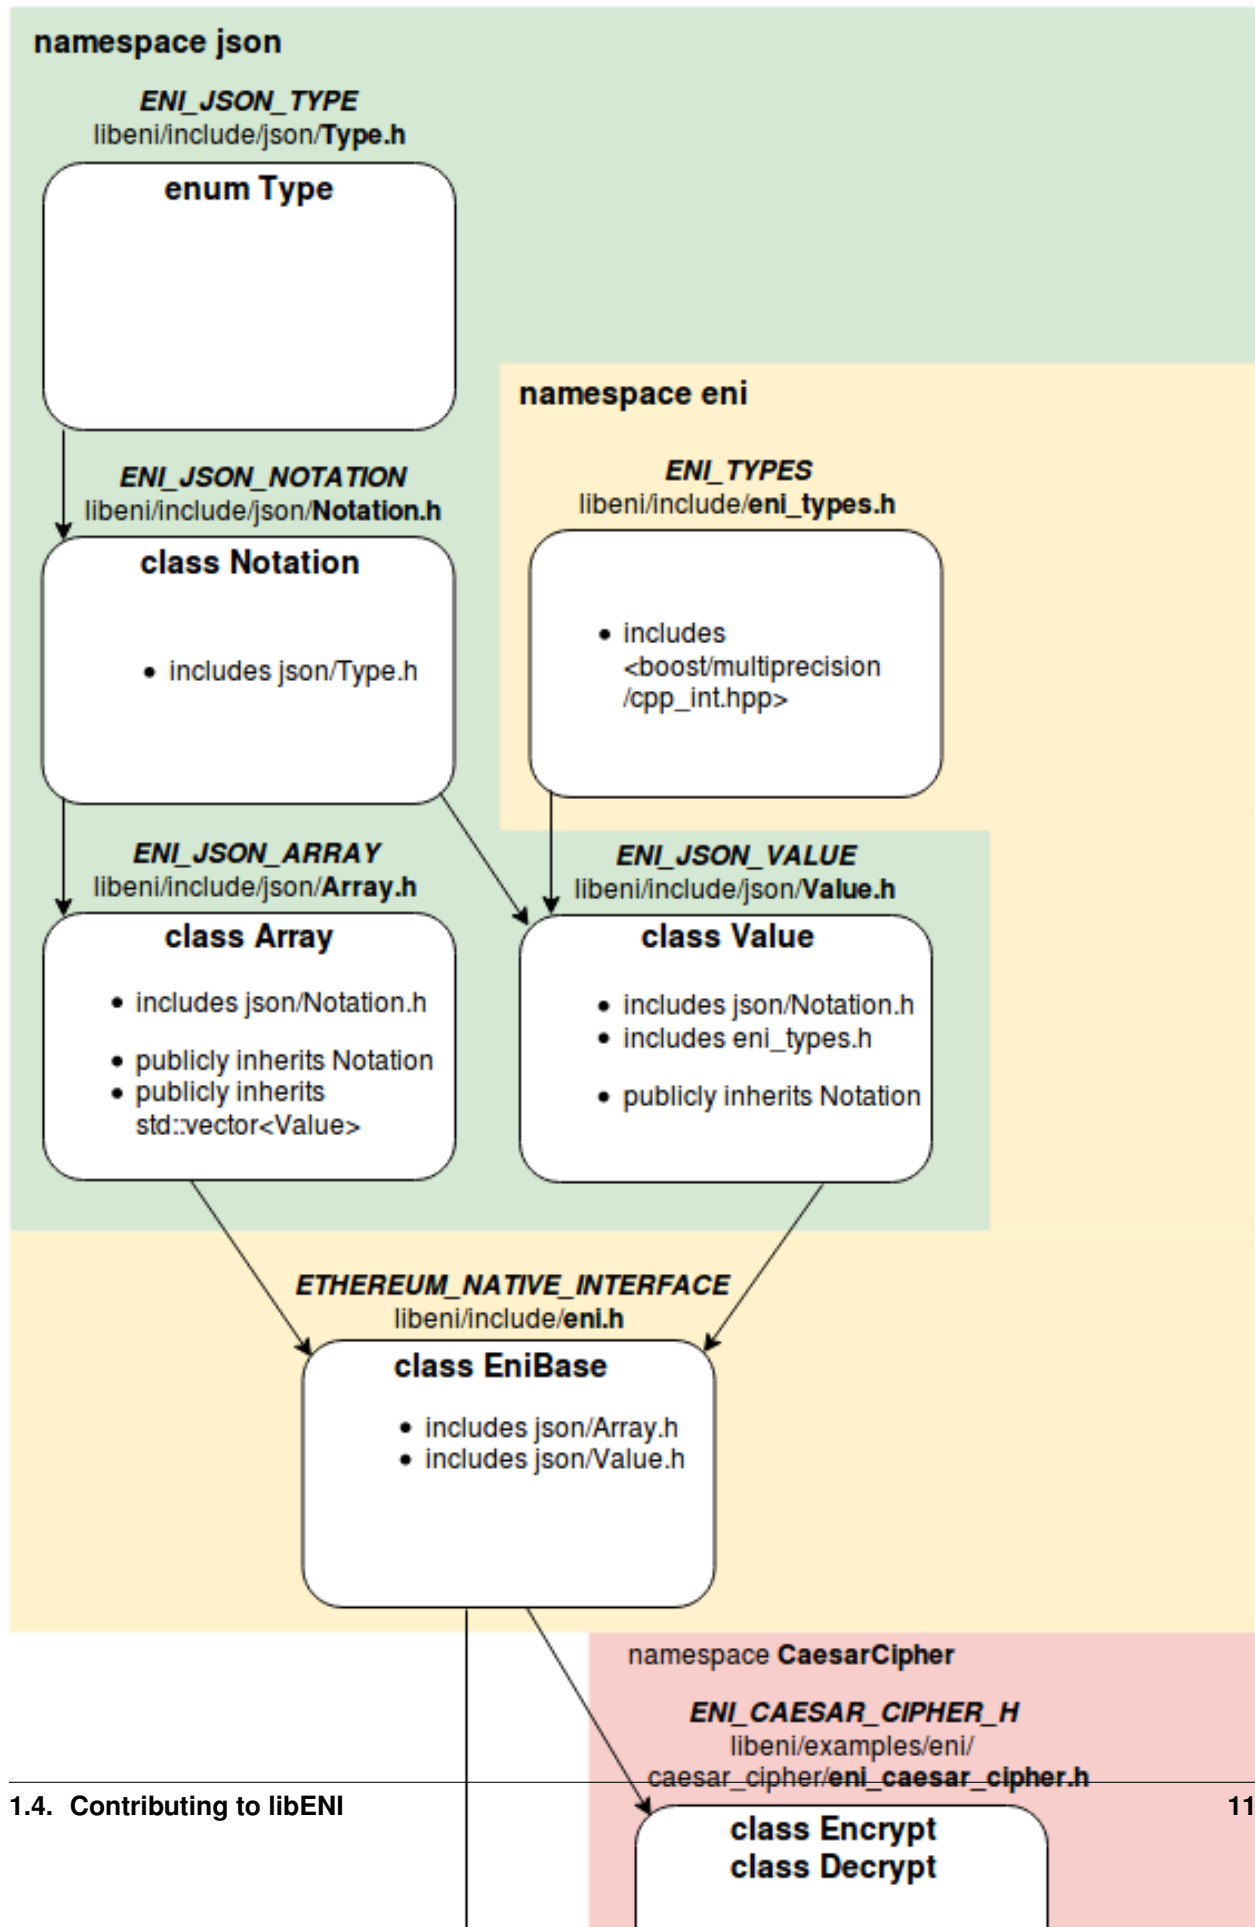 namespace json
ENI_JSON_TYPE
libeni/include/json/Type.h
enum Type
namespace eni
ENI_JSON_NOTATION
libeni/include/json/Notation.h
class Notation
• includes json/Type.h
ENI_TYPES
libeni/include/eni_types.h
• includes
<boost/multiprecision
/cpp_int.hpp>
ENI_JSON_ARRAY
libeni/include/json/Array.h
class Array
• includes json/Notation.h
• publicly inherits Notation
• publicly inherits
std::vector<Value>
ENI_JSON_VALUE
libeni/include/json/Value.h
class Value
• includes json/Notation.h
• includes eni_types.h
• publicly inherits Notation
ETHEREUM_NATIVE_INTERFACE
libeni/include/eni.h
class EniBase
• includes json/Array.h
• includes json/Value.h
namespace CaesarCipher
ENI_CAESAR_CIPHER_H
libeni/examples/eni/
caesar_cipher/eni_caesar_cipher.h
1.4. Contributing to libENI
11
class Encrypt
class Decrypt